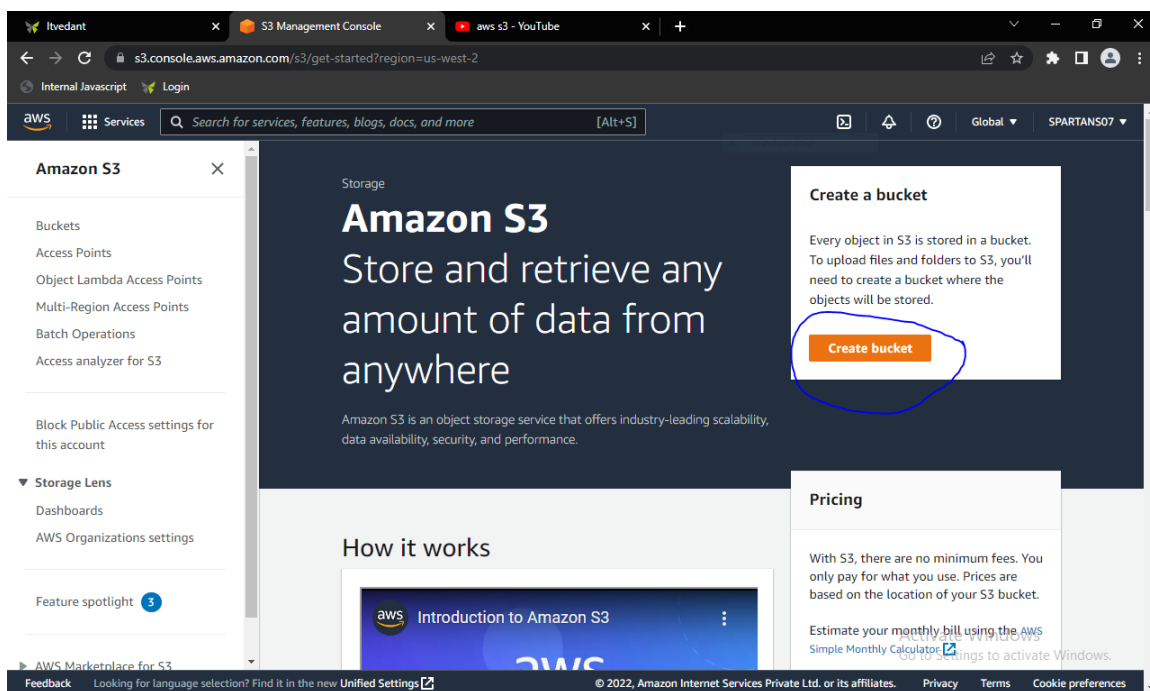 Itvedant
S3 Management Console
aws s3 - YouTube
s3.console.aws.amazon.com/s3/get-started?region=us-west-2
Internal Javascript
Login
aws
Services
Search for services, features, blogs, docs, and more
[Alt+S]
Global
SPARTANS07
Amazon S3
Buckets
Access Points
Object Lambda Access Points
Multi-Region Access Points
Batch Operations
Access analyzer for S3
Block Public Access settings for
this account
Storage Lens
Dashboards
AWS Organizations settings
Feature spotlight 3
AWS Marketplace for S3
Storage
Amazon S3
Store and retrieve any
amount of data from
anywhere
Amazon S3 is an object storage service that offers industry-leading scalability,
data availability, security, and performance.
How it works
aws
Introduction to Amazon S3
aws
Create a bucket
Every object in S3 is stored in a bucket.
To upload files and folders to S3, you'll
need to create a bucket where the
objects will be stored.
Create bucket
Pricing
With S3, there are no minimum fees. You
only pay for what you use. Prices are
based on the location of your S3 bucket.
Estimate your monthly bill using the AWS
Simple Monthly Calculator
Activate Windows
Go to Settings to activate Windows.
Feedback
Looking for language selection? Find it in the new Unified Settings
© 2022, Amazon Internet Services Private Ltd. or its affiliates.
Privacy
Terms
Cookie preferences